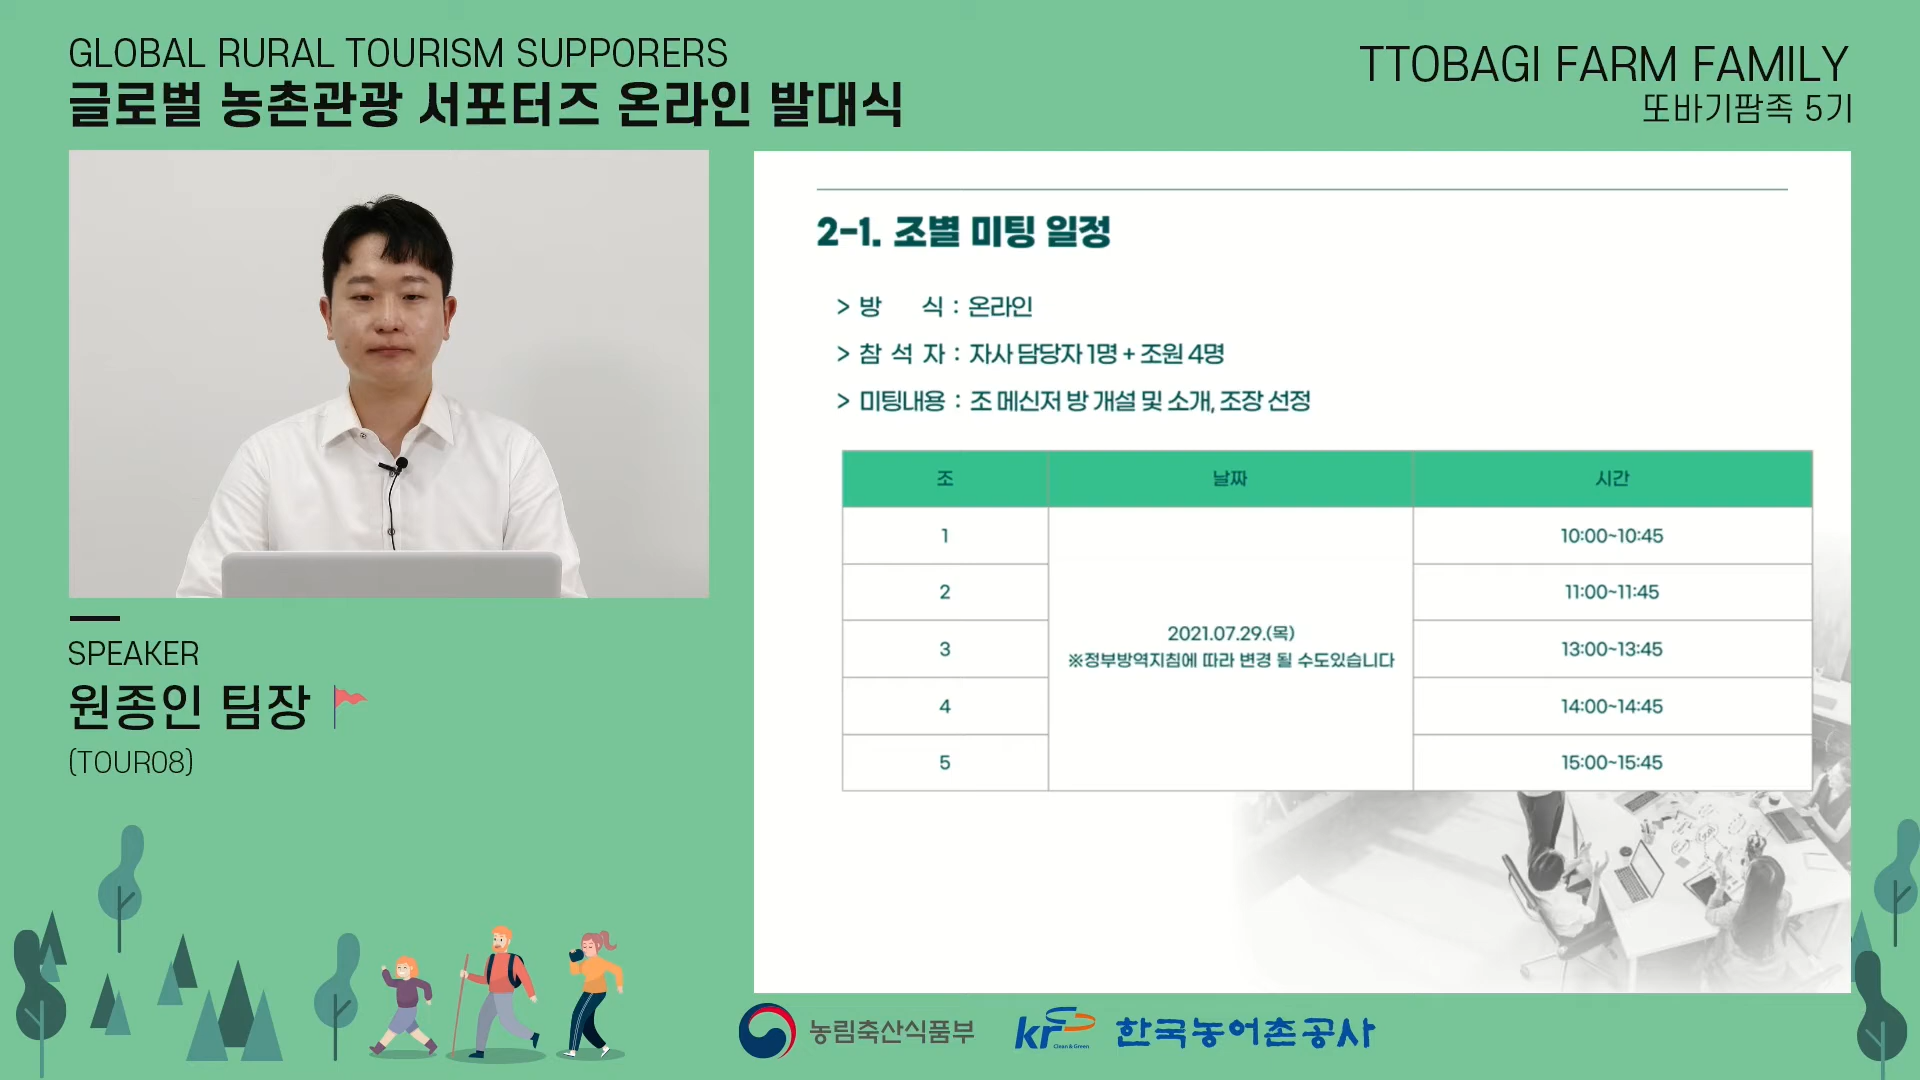 GLOBAL RURAL TOURISM SUPPORERS
글로벌 농촌관광 서포터즈 온라인 발대식
TTOBAGI FARM FAMILY
또바기팜족 5기
SPEAKER
원종인 팀장
(TOUR08)
2-1. 조별 미팅 일정
> 방 식 : 온라인
> 참 석 자 : 자사 담당자 1명 + 조원 4명
> 미팅내용 : 조 메신저 방 개설 및 소개, 조장 선정
조 날짜 시간
1 10:00~10:45
2 11:00~11:45
2021.07.29.(목)
※정부방역지침에 따라 변경 될 수도있습니다
3 13:00~13:45
4 14:00~14:45
5 15:00~15:45
농림축산식품부
kr 한국농어촌공사
Clean & Green